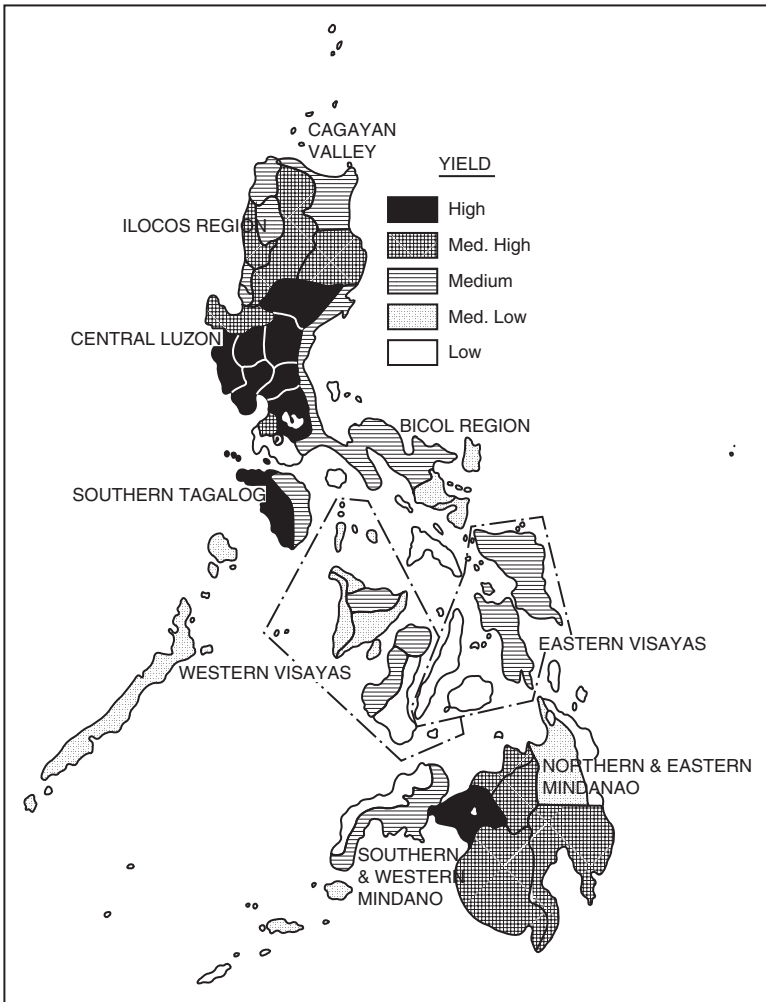 CAGAYAN
VALLEY
YIELD
High
ILOCOS REGION
Med. High
Medium
Med. Low
CENTRAL LUZON
Low
BICOL REGION
SOUTHERN TAGALOG
EASTERN VISAYAS
WESTERN VISAYAS
NORTHERN & EASTERN
MINDANAO
SOUTHERN
& WESTERN
MINDANO